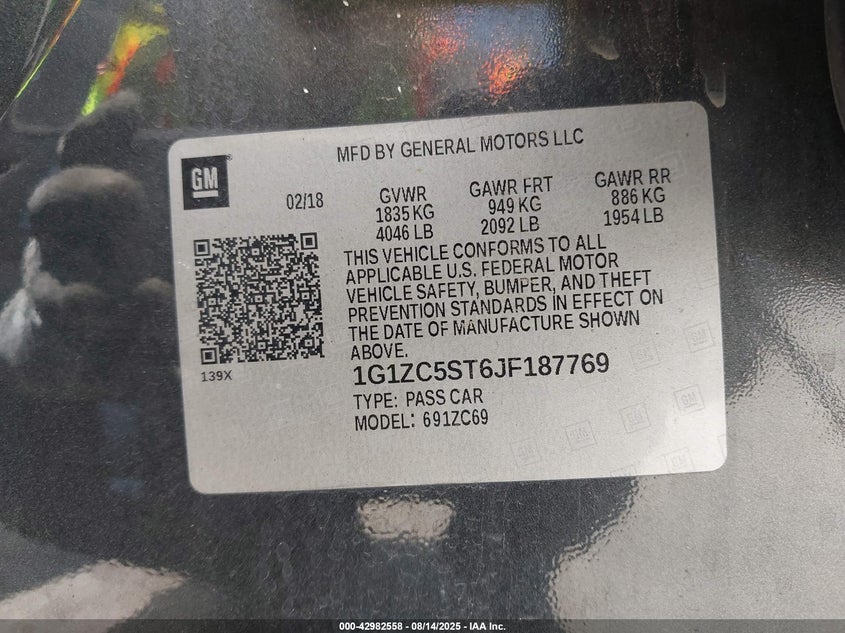 MFD BY GENERAL MOTORS LLC
GM
02/18
GVWR
1835 KG
4046 LB
GAWR FRT
949 KG
2092 LB
GAWR RR
886 KG
1954 LB
THIS VEHICLE CONFORMS TO ALL
APPLICABLE U.S. FEDERAL MOTOR
VEHICLE SAFETY, BUMPER, AND THEFT
PREVENTION STANDARDS IN EFFECT ON
THE DATE OF MANUFACTURE SHOWN
ABOVE.
139X
1G1ZC5ST6JF187769
TYPE: PASS CAR
MODEL: 691ZC69
000-42982558 - 08/14/2025 - IAA Inc.